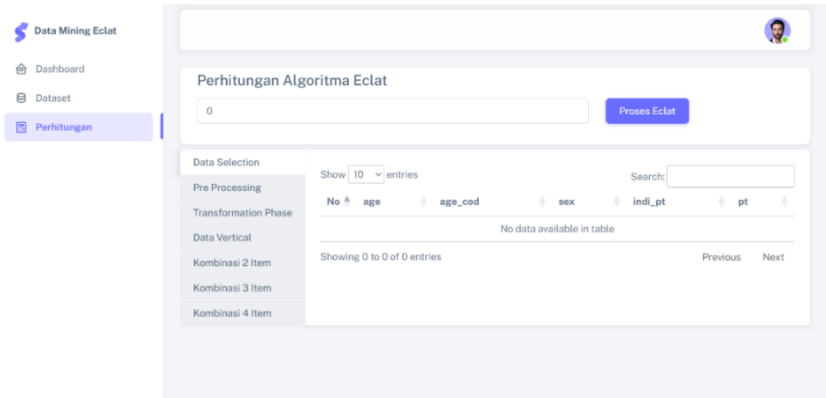 Data Mining Eclat
Dashboard
Dataset
Perhitungan
Perhitungan Algoritma Eclat
0
Proses Eclat
Data Selection
Pre Processing
Transformation Phase
Data Vertical
Kombinasi 2 Item
Kombinasi 3 Item
Kombinasi 4 Item
Show 10 entries
Search:
No age age_cod sex indi_pt pt
No data available in table
Showing 0 to 0 of 0 entries
Previous Next